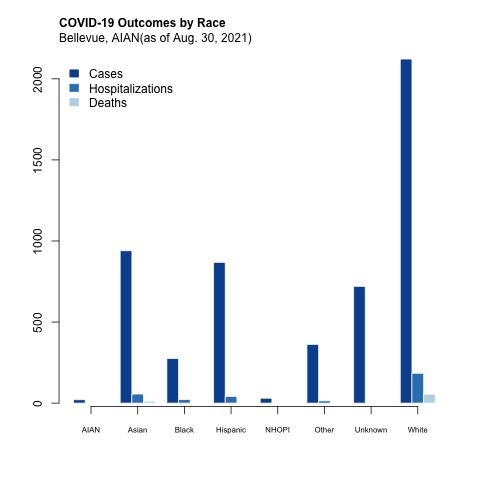 COVID-19 Outcomes by Race
Bellevue, AIAN(as of Aug. 30, 2021)
Cases
Hospitalizations
Deaths
2000
1500
1000
500
0
AIAN Asian Black Hispanic NHOPI Other Unknown White